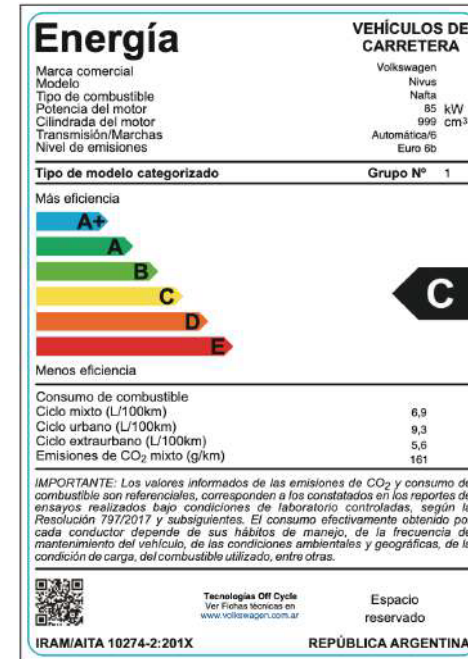 Energía
VEHÍCULOS DE
CARRETERA
Marca comercial Volkswagen
Modelo Nivus
Tipo de combustible Nafta
Potencia del motor 85 kW
Cilindrada del motor 999 cm³
Transmisión/Marchas Automática/6
Nivel de emisiones Euro 6b
Tipo de modelo categorizado Grupo Nº 1
Más eficiencia
A+
A
B
C
C
D
E
Menos eficiencia
Consumo de combustible
Ciclo mixto (L/100km) 6,9
Ciclo urbano (L/100km) 9,3
Ciclo extraurbano (L/100km) 5,6
Emisiones de CO₂ mixto (g/km) 161
IMPORTANTE: Los valores informados de las emisiones de CO₂ y consumo de
combustible son referenciales, corresponden a los constatados en los reportes de
ensayos realizados bajo condiciones de laboratorio controladas, según la
Resolución 797/2017 y subsiguientes. El consumo efectivamente obtenido po
cada conductor depende de sus hábitos de manejo, de la frecuencia de
mantenimiento del vehículo, de las condiciones ambientales y geográficas, de la
condición de carga, del combustible utilizado, entre otras.
Tecnologías Off Cycle
Ver Fichas técnicas en
www.volkswagen.com.ar
Espacio
reservado
IRAM/AITA 10274-2:201X REPÚBLICA ARGENTINA